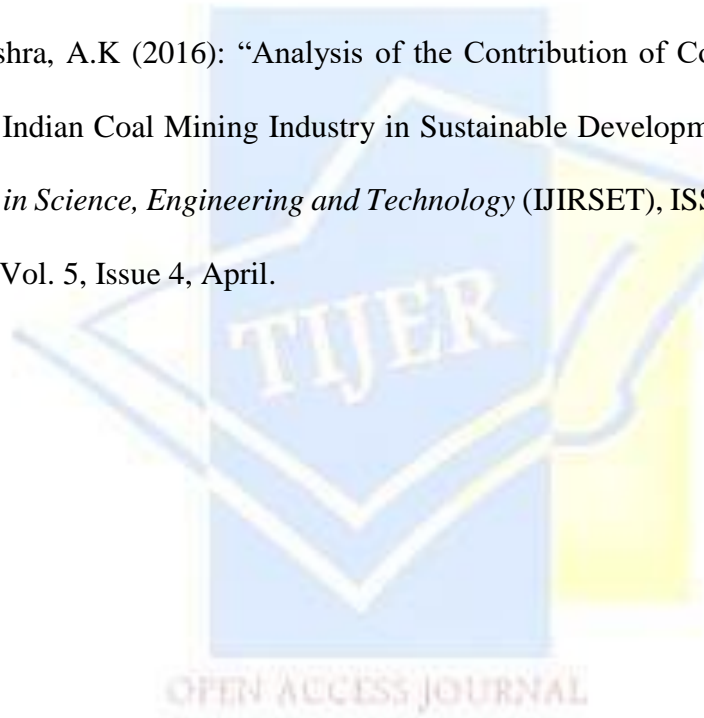 shra, A.K (2016): “Analysis of the Contribution of Co
Indian Coal Mining Industry in Sustainable Developm
in Science, Engineering and Technology (IJIRSET), ISS
Vol. 5, Issue 4, April.
TIJER
OPEN ACCESS JOURNAL